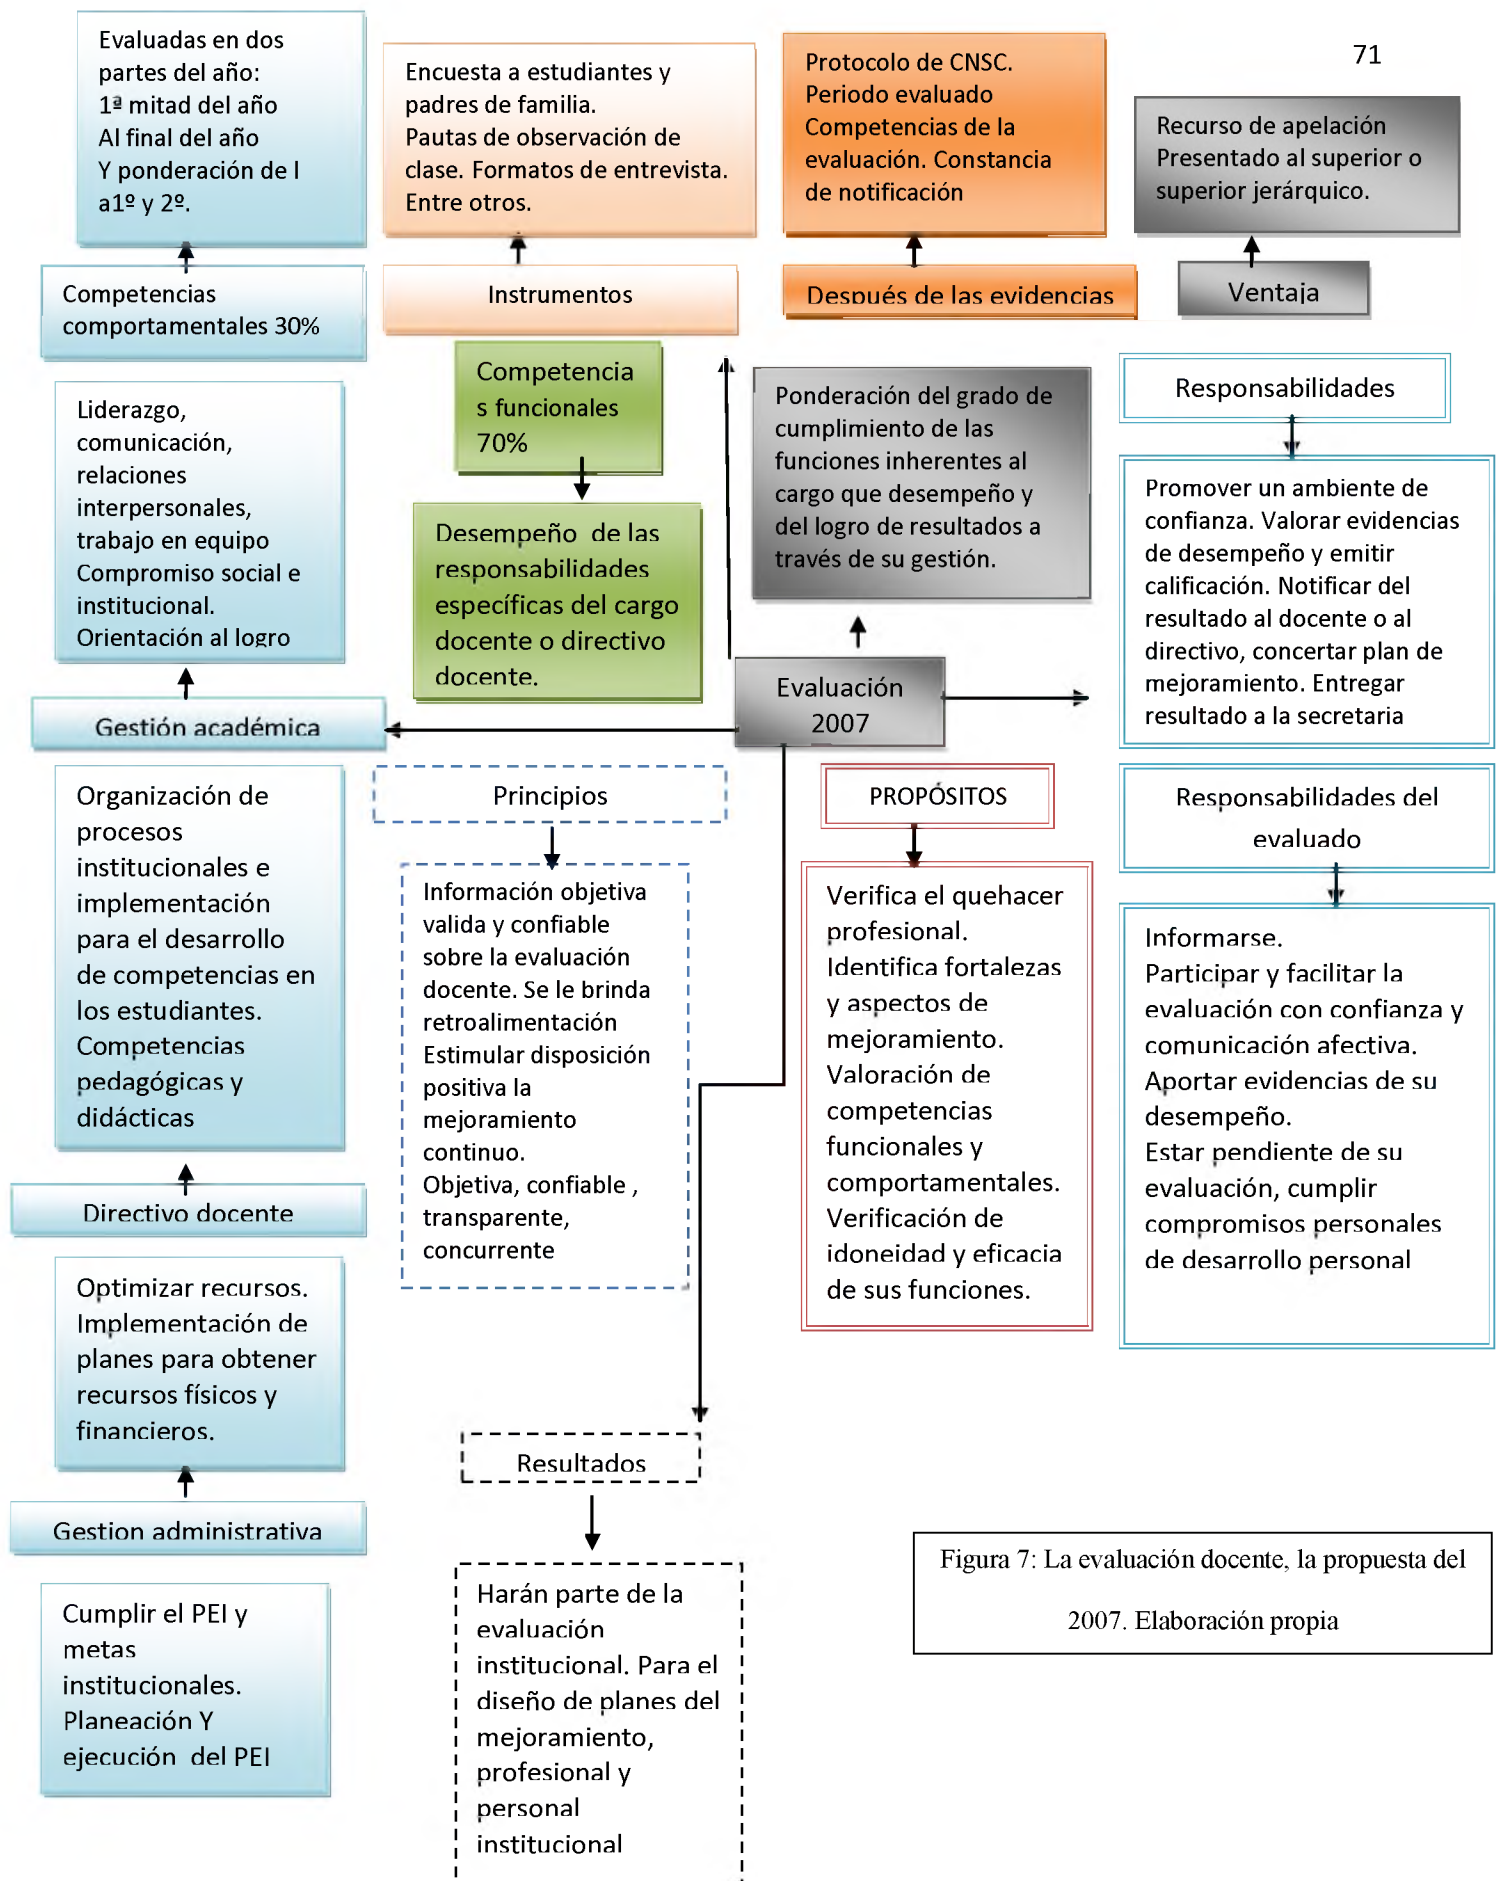 71
Evaluadas en dos
partes del año:
1ª mitad del año
Al final del año
Y ponderación de l
a1º y 2º.
Encuesta a estudiantes y
padres de familia.
Pautas de observación de
clase. Formatos de entrevista.
Entre otros.
Protocolo de CNSC.
Periodo evaluado
Competencias de la
evaluación. Constancia
de notificación
Recurso de apelación
Presentado al superior o
superior jerárquico.
Competencias
comportamentales 30%
Instrumentos
Después de las evidencias
Ventaja
Competencia
s funcionales
70%
Ponderación del grado de
cumplimiento de las
funciones inherentes al
cargo que desempeño y
del logro de resultados a
través de su gestión.
Responsabilidades
Liderazgo,
comunicación,
relaciones
interpersonales,
trabajo en equipo
Compromiso social e
institucional.
Orientación al logro
Desempeño  de las
responsabilidades
específicas del cargo
docente o directivo
docente.
Promover un ambiente de
confianza. Valorar evidencias
de desempeño y emitir
calificación. Notificar del
resultado al docente o al
directivo, concertar plan de
mejoramiento. Entregar
resultado a la secretaria
Evaluación
2007
Gestión académica
Organización de
procesos
institucionales e
implementación
para el desarrollo
de competencias en
los estudiantes.
Competencias
pedagógicas y
didácticas
Principios
PROPÓSITOS
Responsabilidades del
evaluado
Información objetiva
valida y confiable
sobre la evaluación
docente. Se le brinda
retroalimentación
Estimular disposición
positiva la
mejoramiento
continuo.
Objetiva, confiable ,
transparente,
concurrente
Verifica el quehacer
profesional.
Identifica fortalezas
y aspectos de
mejoramiento.
Valoración de
competencias
funcionales y
comportamentales.
Verificación de
idoneidad y eficacia
de sus funciones.
Informarse.
Participar y facilitar la
evaluación con confianza y
comunicación afectiva.
Aportar evidencias de su
desempeño.
Estar pendiente de su
evaluación, cumplir
compromisos personales
de desarrollo personal
Directivo docente
Optimizar recursos.
Implementación de
planes para obtener
recursos físicos y
financieros.
Resultados
Gestion administrativa
Cumplir el PEI y
metas
institucionales.
Planeación Y
ejecución  del PEI
Harán parte de la
evaluación
institucional. Para el
diseño de planes del
mejoramiento,
profesional y
personal
institucional
Figura 7: La evaluación docente, la propuesta del
2007. Elaboración propia